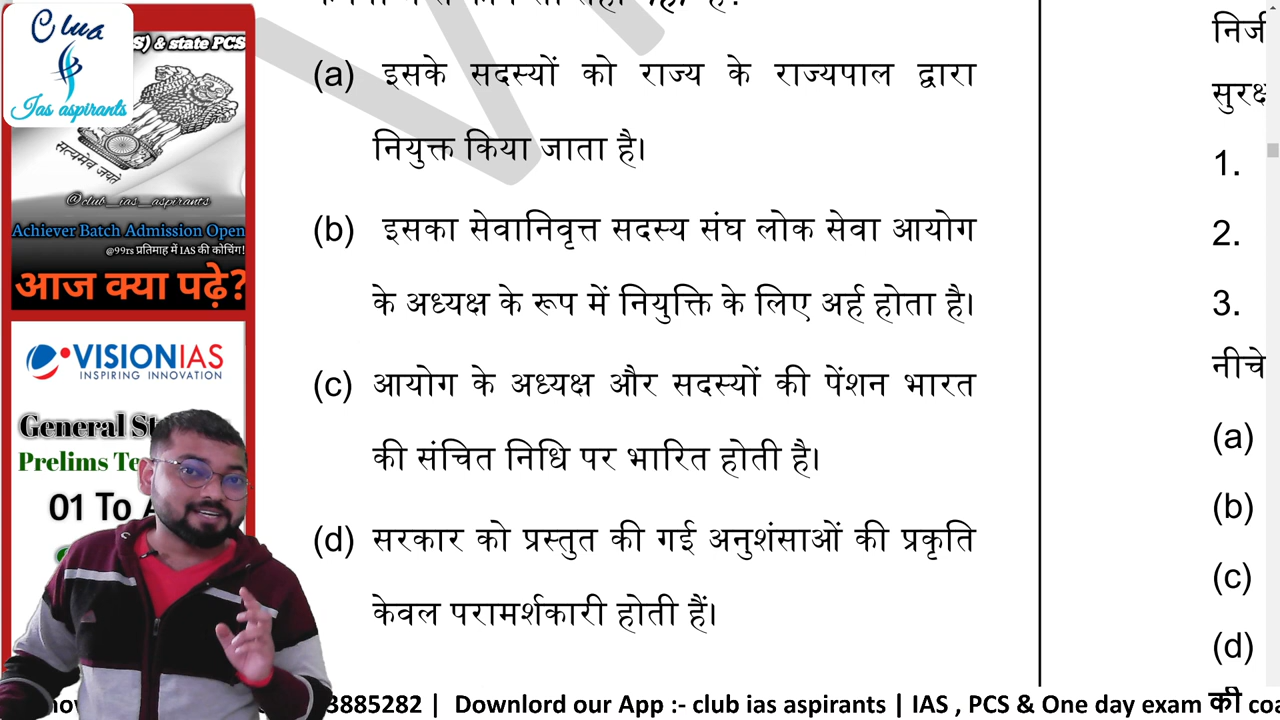 Clua
Ias aspirants
S) & state PCS
सत्यमेव जयते
@club_ias_aspirants
Achiever Batch Admission Open
@99rs प्रतिमाह में IAS की कोचिंग!
आज क्या पढ़े?
VISIONIAS
INSPIRING INNOVATION
General St
Prelims Te
01 To
(a) इसके सदस्यों को राज्य के राज्यपाल द्वारा
नियुक्त किया जाता है।
(b) इसका सेवानिवृत्त सदस्य संघ लोक सेवा आयोग
के अध्यक्ष के रूप में नियुक्ति के लिए अर्ह होता है।
(c) आयोग के अध्यक्ष और सदस्यों की पेंशन भारत
की संचित निधि पर भारित होती है।
(d) सरकार को प्रस्तुत की गई अनुशंसाओं की प्रकृति
केवल परामर्शकारी होती हैं।
निर्ज
सुरक्ष
1.
2.
3.
नीचे
(a)
(b)
(c)
(d)
की
3885282 | Downlord our App :- club ias aspirants | IAS , PCS & One day exam की coa